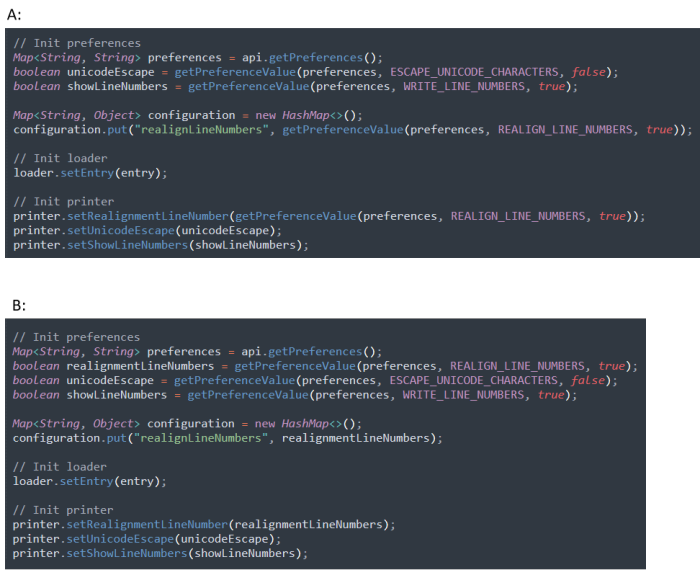 A:
// Init preferences
Map<String, String> preferences = api.getPreferences();
boolean unicodeEscape = getPreferenceValue(preferences, ESCAPE_UNICODE_CHARACTERS, false);
boolean showLineNumbers = getPreferenceValue(preferences, WRITE_LINE_NUMBERS, true);
Map<String, Object> configuration = new HashMap<>();
configuration.put("realignLineNumbers", getPreferenceValue(preferences, REALIGN_LINE_NUMBERS, true));
// Init loader
loader.setEntry(entry);
// Init printer
printer.setRealignmentLineNumber(getPreferenceValue(preferences, REALIGN_LINE_NUMBERS, true));
printer.setUnicodeEscape(unicodeEscape);
printer.setShowLineNumbers(showLineNumbers);
B:
// Init preferences
Map<String, String> preferences = api.getPreferences();
boolean realignmentLineNumbers = getPreferenceValue(preferences, REALIGN_LINE_NUMBERS, true);
boolean unicodeEscape = getPreferenceValue(preferences, ESCAPE_UNICODE_CHARACTERS, false);
boolean showLineNumbers = getPreferenceValue(preferences, WRITE_LINE_NUMBERS, true);
Map<String, Object> configuration = new HashMap<>();
configuration.put("realignLineNumbers", realignmentLineNumbers);
// Init loader
loader.setEntry(entry);
// Init printer
printer.setRealignmentLineNumber(realignmentLineNumbers);
printer.setUnicodeEscape(unicodeEscape);
printer.setShowLineNumbers(showLineNumbers);